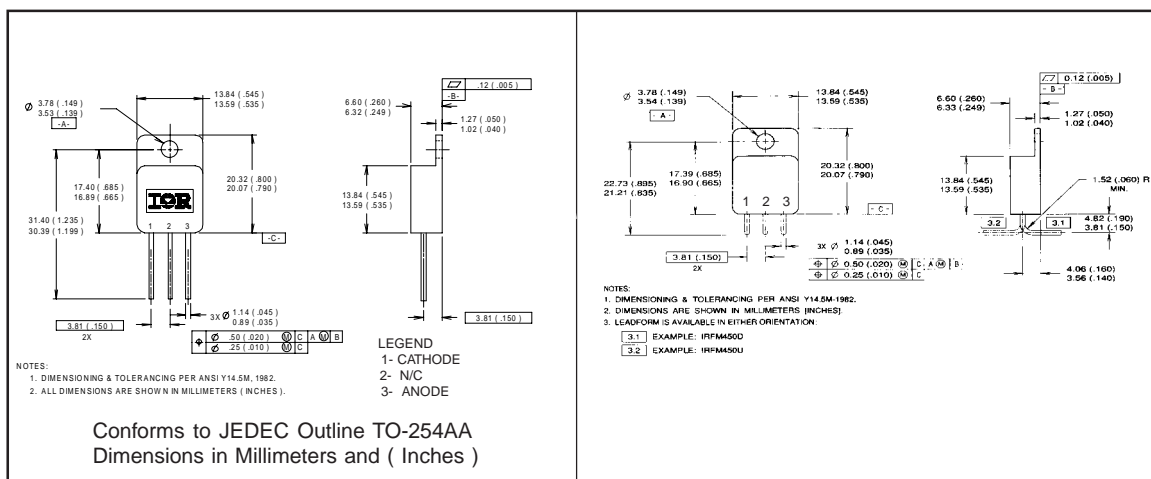 .12 ( .005 )
-B-
13.84 ( .545 )
13.59 ( .535 )
6.60 ( .260 )
6.32 ( .249 )
Ø 3.78 ( .149 )
3.53 ( .139 )
-A-
1.27 ( .050 )
1.02 ( .040 )
17.40 ( .685 )
16.89 ( .665 )
20.32 ( .800 )
20.07 ( .790 )
13.84 ( .545 )
13.59 ( .535 )
31.40 ( 1.235 )
30.39 ( 1.199 )
IOR
1 2 3
-C-
3.81 ( .150 )
2X
3X Ø 1.14 ( .045 )
0.89 ( .035 )
3.81 ( .150 )
⌖ Ø .50 ( .020 ) Ⓜ C A Ⓜ B
Ø .25 ( .010 ) Ⓜ C
LEGEND
1- CATHODE
2- N/C
3- ANODE
NOTES:
1. DIMENSIONING & TOLERANCING PER ANSI Y14.5M, 1982.
2. ALL DIMENSIONS ARE SHOWN IN MILLIMETERS ( INCHES ).
Conforms to JEDEC Outline TO-254AA
Dimensions in Millimeters and ( Inches )
0.12 (.005)
- B -
Ø 3.78 (.149)
3.54 (.139)
- A -
13.84 (.545)
13.59 (.535)
6.60 (.260)
6.33 (.249)
1.27 (.050)
1.02 (.040)
22.73 (.895)
21.21 (.835)
17.39 (.685)
16.90 (.665)
20.32 (.800)
20.07 (.790)
13.84 (.545)
13.59 (.535)
1.52 (.060) R
MIN.
1 2 3
- C -
3.2
3.1
4.82 (.190)
3.81 (.150)
3.81 (.150)
2X
3X Ø 1.14 (.045)
0.89 (.035)
⌖ Ø 0.50 (.020) Ⓜ C A Ⓜ B
⌖ Ø 0.25 (.010) Ⓜ C
4.06 (.160)
3.56 (.140)
NOTES:
1. DIMENSIONING & TOLERANCING PER ANSI Y14.5M-1982.
2. DIMENSIONS ARE SHOWN IN MILLIMETERS [INCHES].
3. LEADFORM IS AVAILABLE IN EITHER ORIENTATION:
3.1 EXAMPLE: IRFM450D
3.2 EXAMPLE: IRFM450U